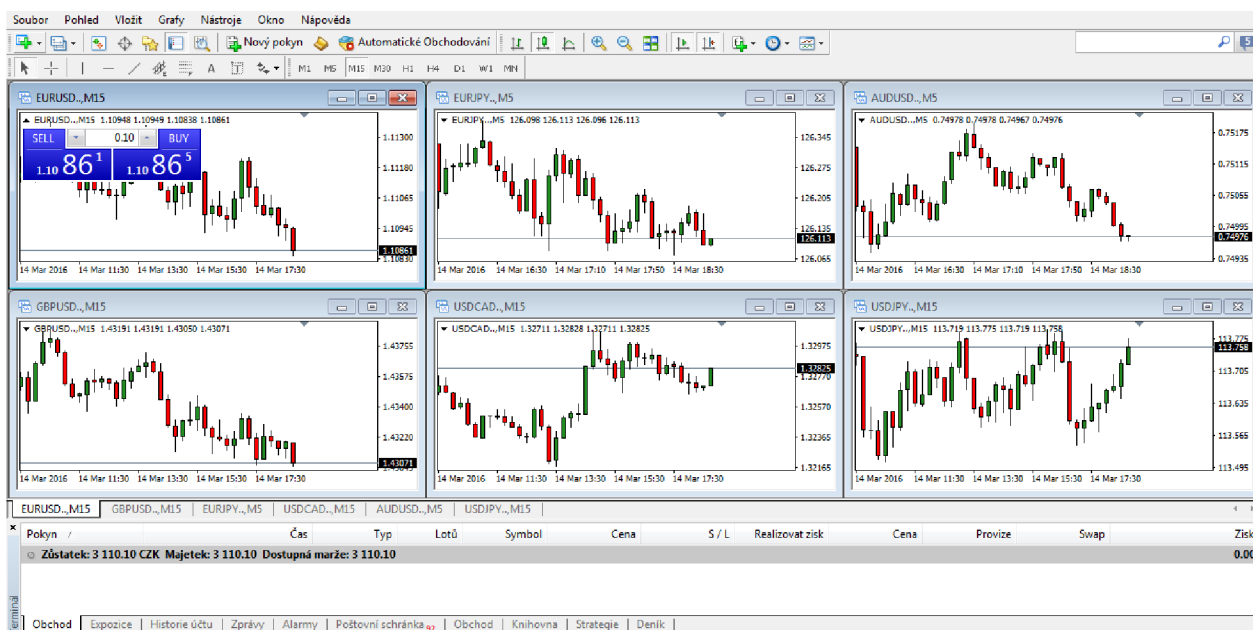 Soubor Pohled Vložit Grafy Nástroje Okno Nápověda
Nový pokyn Automatické Obchodování 5
A T M1 M5 M15 M30 H1 H4 D1 W1 MN
EURUSD..,M15
EURUSD..,M15 1.10948 1.10949 1.10838 1.10861
SELL 0.10 BUY
1.10 86 1 1.10 86 5
1.11300
1.11180
1.11065
1.10945
1.10861
1.10830
14 Mar 2016 14 Mar 11:30 14 Mar 13:30 14 Mar 15:30 14 Mar 17:30
EURJPY..,M5
EURJPY..,M5 126.098 126.113 126.096 126.113
126.345
126.275
126.205
126.135
126.113
126.065
14 Mar 2016 14 Mar 16:30 14 Mar 17:10 14 Mar 17:50 14 Mar 18:30
AUDUSD..,M5
AUDUSD..,M5 0.74978 0.74978 0.74967 0.74976
0.75175
0.75115
0.75055
0.74995
0.74976
0.74935
14 Mar 2016 14 Mar 16:30 14 Mar 17:10 14 Mar 17:50 14 Mar 18:30
GBPUSD..,M15
GBPUSD..,M15 1.43191 1.43191 1.43050 1.43071
1.43755
1.43575
1.43400
1.43220
1.43071
14 Mar 2016 14 Mar 11:30 14 Mar 13:30 14 Mar 15:30 14 Mar 17:30
USDCAD..,M15
USDCAD..,M15 1.32711 1.32828 1.32711 1.32825
1.32975
1.32825
1.32770
1.32570
1.32365
1.32165
14 Mar 2016 14 Mar 11:30 14 Mar 13:30 14 Mar 15:30 14 Mar 17:30
USDJPY..,M15
USDJPY..,M15 113.719 113.775 113.719 113.758
113.775
113.758
113.705
113.635
113.565
113.495
14 Mar 2016 14 Mar 11:30 14 Mar 13:30 14 Mar 15:30 14 Mar 17:30
EURUSD..,M15 GBPUSD..,M15 EURJPY..,M5 USDCAD..,M15 AUDUSD..,M5 USDJPY..,M15
Pokyn / Čas Typ Lotů Symbol Cena S / L Realizovat zisk Cena Provize Swap Zisk
Zůstatek: 3 110.10 CZK Majetek: 3 110.10 Dostupná marže: 3 110.10 0.00
Obchod Expozice Historie účtu Zprávy Alarmy Poštovní schránka 92 Obchod Knihovna Strategie Deník